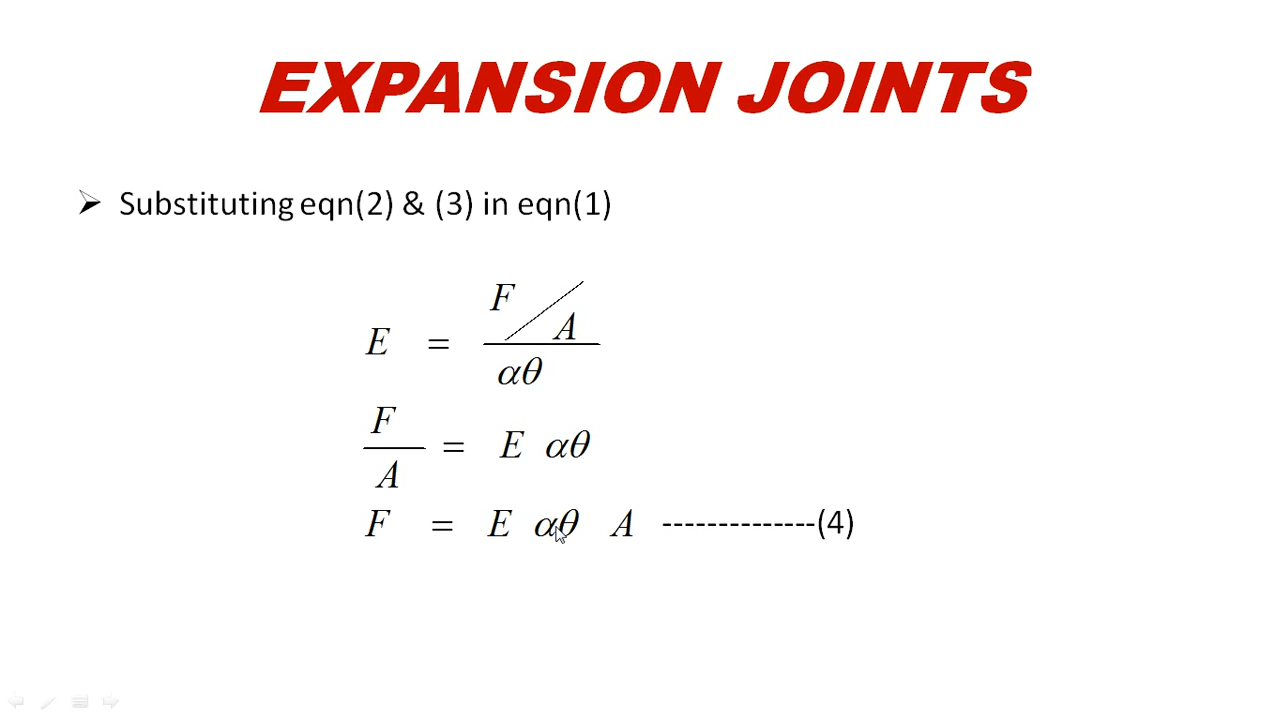 EXPANSION JOINTS
➢ Substituting eqn(2) & (3) in eqn(1)
E = F/A / αθ
F/A = E αθ
F = E αθ A --------------(4)